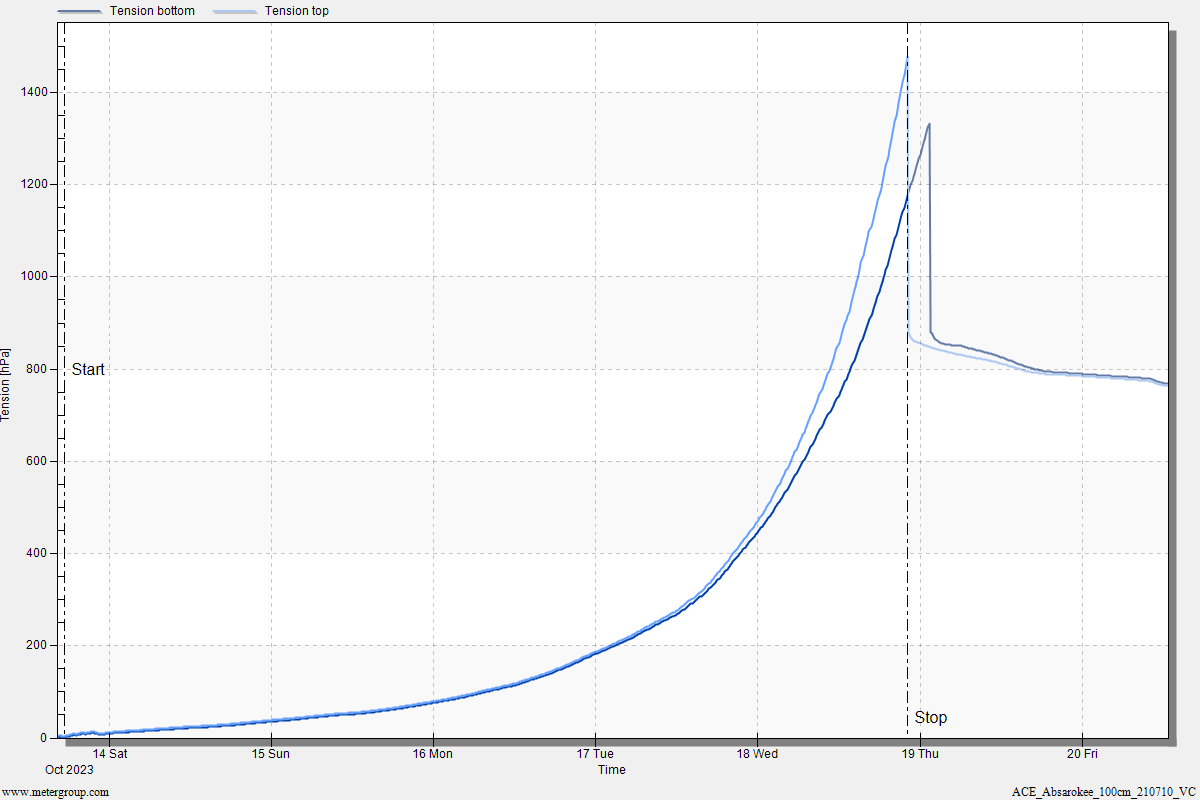 Tension bottom Tension top
1400
1200
1000
Tension [hPa]
800
Start
600
400
200
Stop
0
14 Sat 15 Sun 16 Mon 17 Tue 18 Wed 19 Thu 20 Fri
Oct 2023 Time
www.metergroup.com ACE_Absarokee_100cm_210710_VC